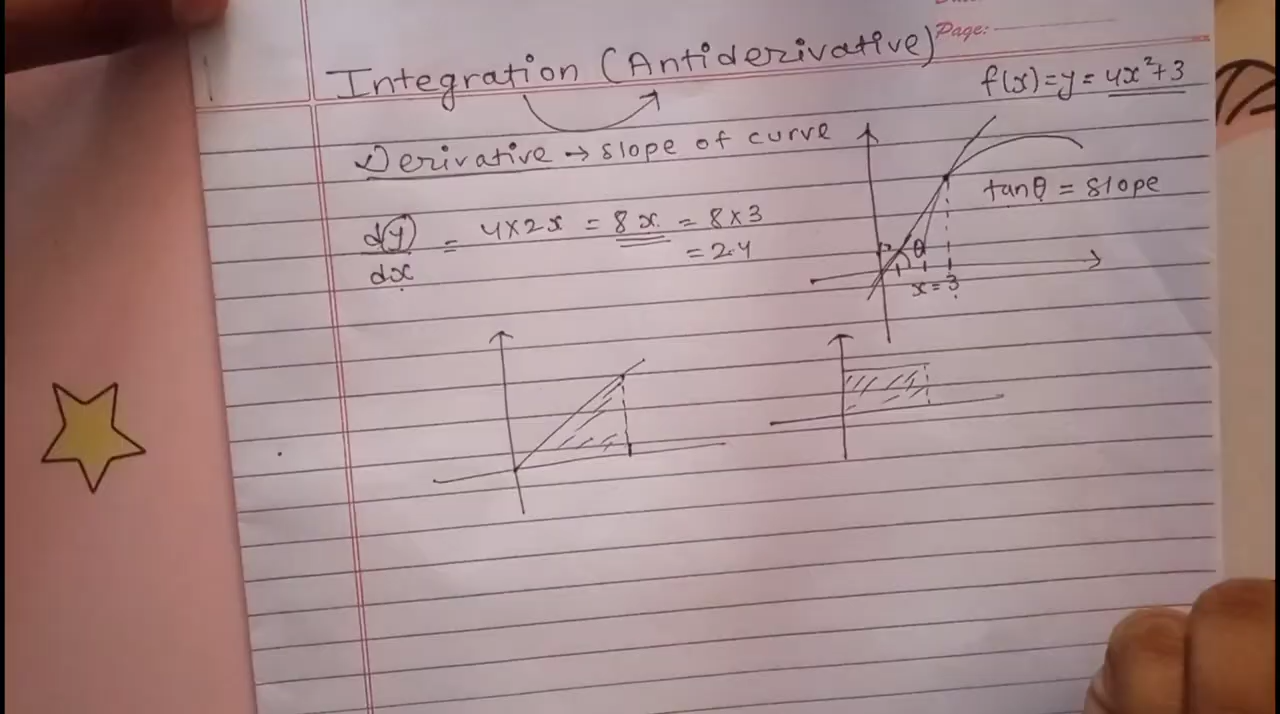 Page:
Integration (Antiderivative)
f(x)=y= 4x²+3
Derivative → slope of curve
tanθ = slope
dy/dx = 4×2x = 8x = 8×3
= 24
θ
x = 3